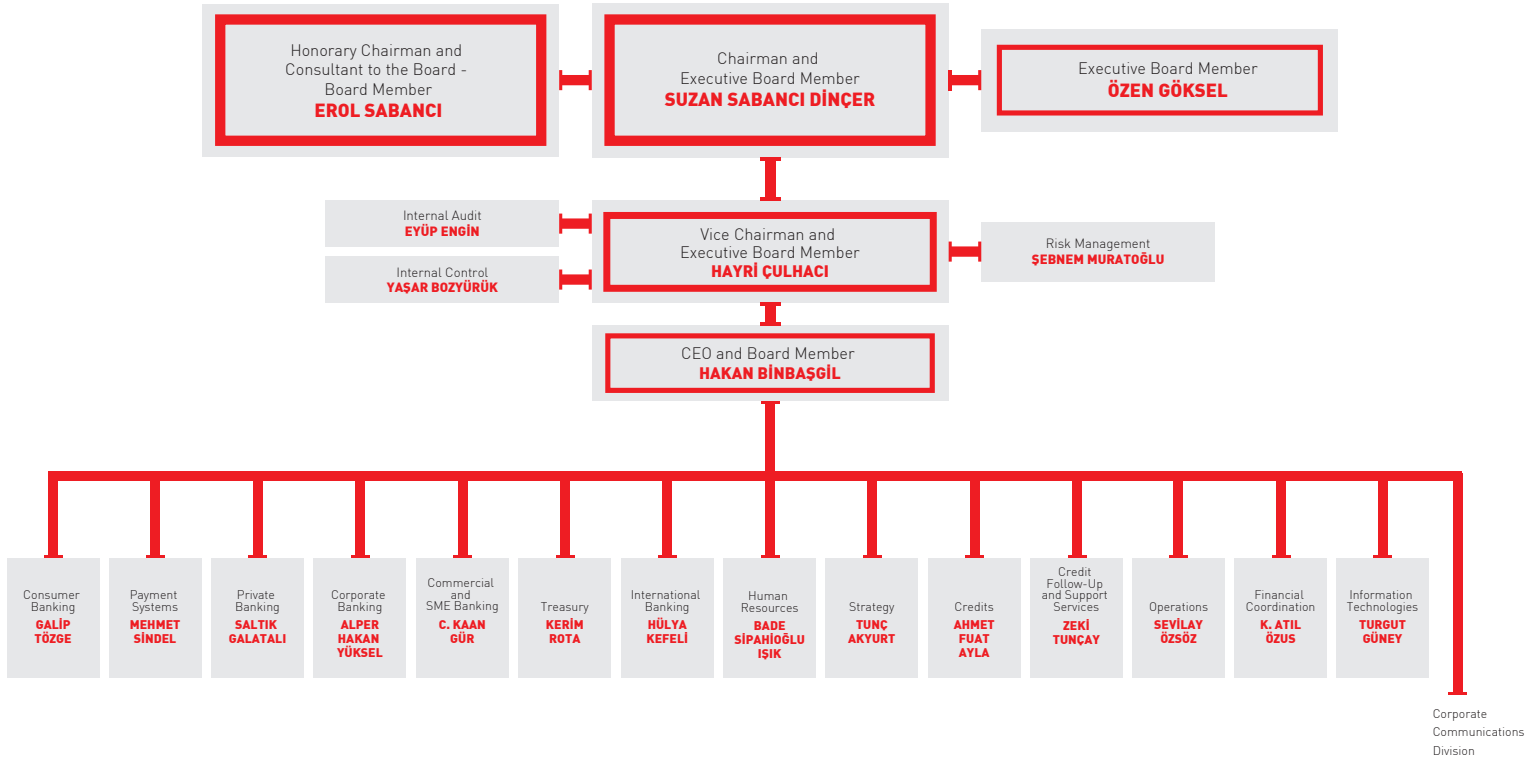 Honorary Chairman and
Consultant to the Board -
Board Member
EROL SABANCI
Chairman and
Executive Board Member
SUZAN SABANCI DİNÇER
Executive Board Member
ÖZEN GÖKSEL
Internal Audit
EYÜP ENGİN
Internal Control
YAŞAR BOZYÜRÜK
Vice Chairman and
Executive Board Member
HAYRİ ÇULHACI
Risk Management
ŞEBNEM MURATOĞLU
CEO and Board Member
HAKAN BİNBAŞGİL
Consumer
Banking
GALİP
TÖZGE
Payment
Systems
MEHMET
SİNDEL
Private
Banking
SALTIK
GALATALI
Corporate
Banking
ALPER
HAKAN
YÜKSEL
Commercial
and
SME Banking
C. KAAN
GÜR
Treasury
KERİM
ROTA
International
Banking
HÜLYA
KEFELİ
Human
Resources
BADE
SİPAHİOĞLU
IŞIK
Strategy
TUNÇ
AKYURT
Credits
AHMET
FUAT
AYLA
Credit
Follow-Up
and Support
Services
ZEKİ
TUNÇAY
Operations
SEVİLAY
ÖZSÖZ
Financial
Coordination
K. ATIL
ÖZUS
Information
Technologies
TURGUT
GÜNEY
Corporate
Communications
Division